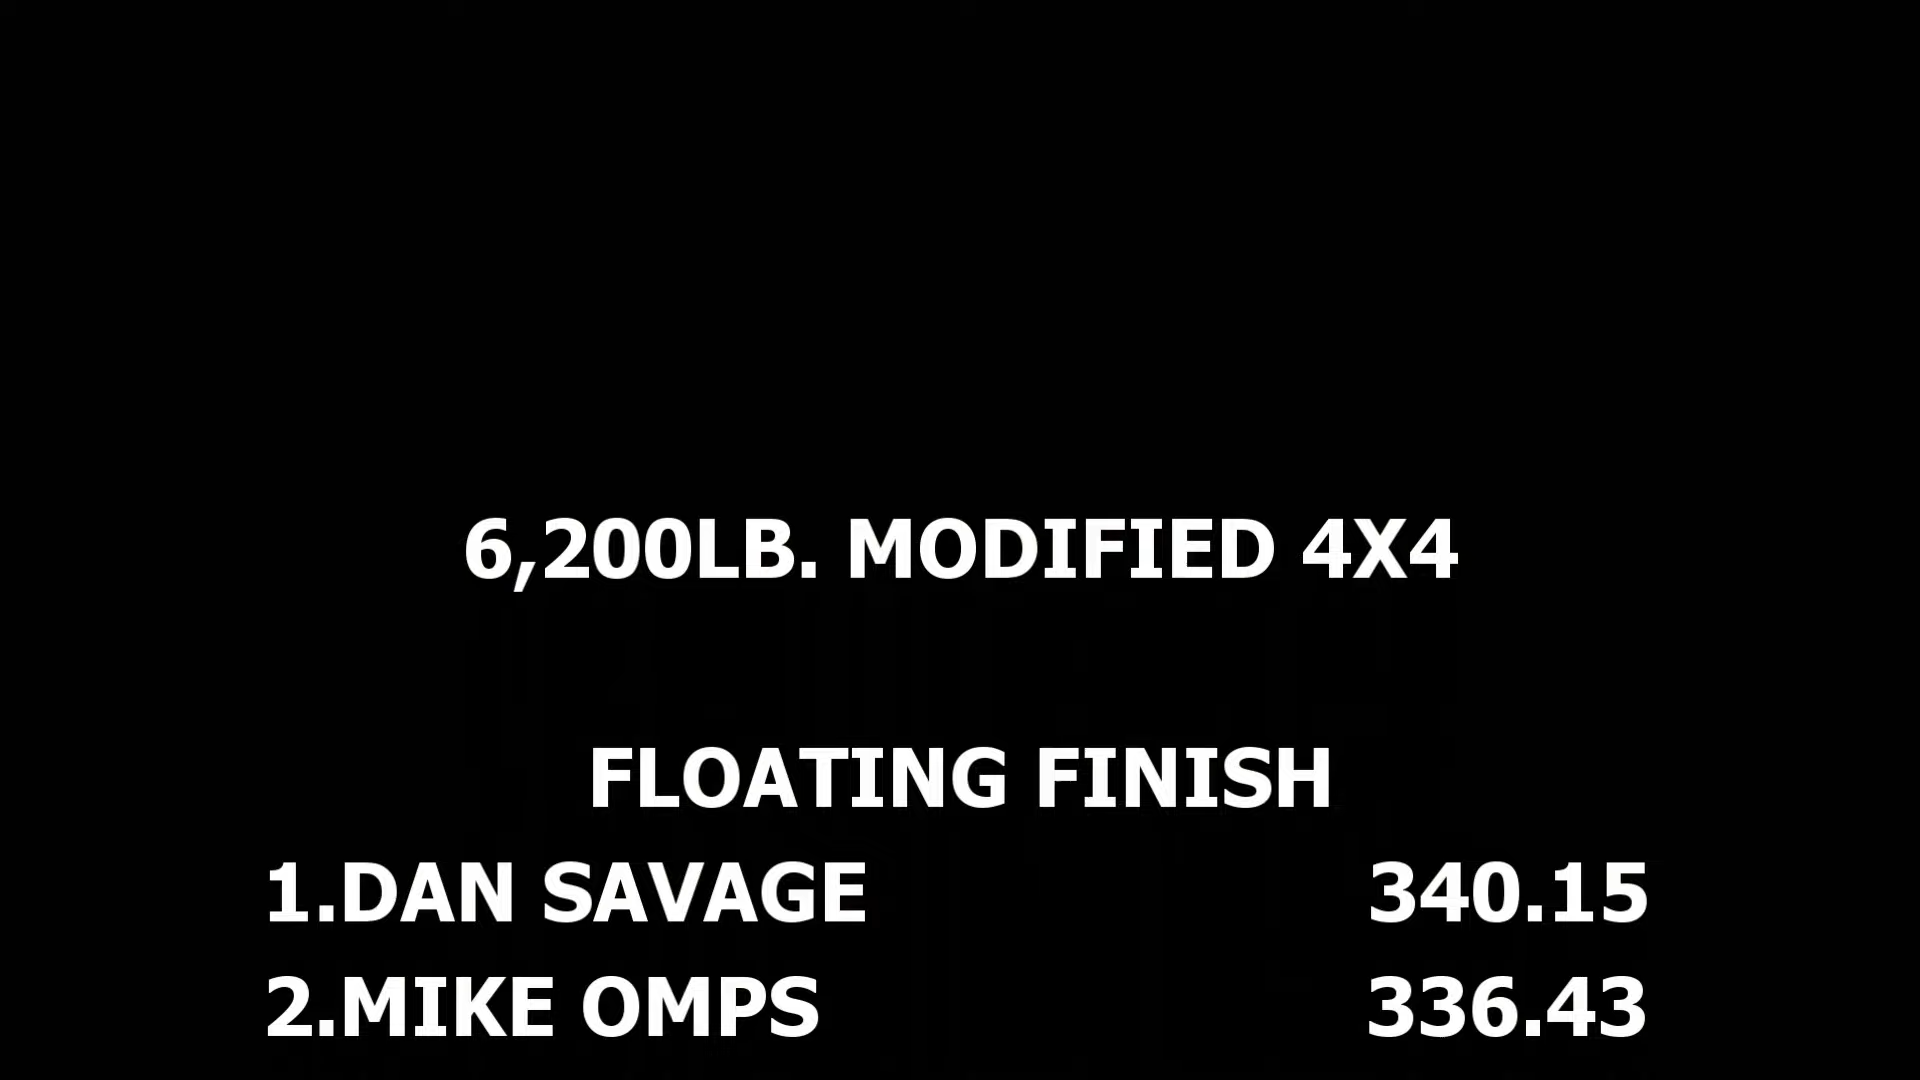 6,200LB. MODIFIED 4X4
FLOATING FINISH
1.DAN SAVAGE 340.15
2.MIKE OMPS 336.43